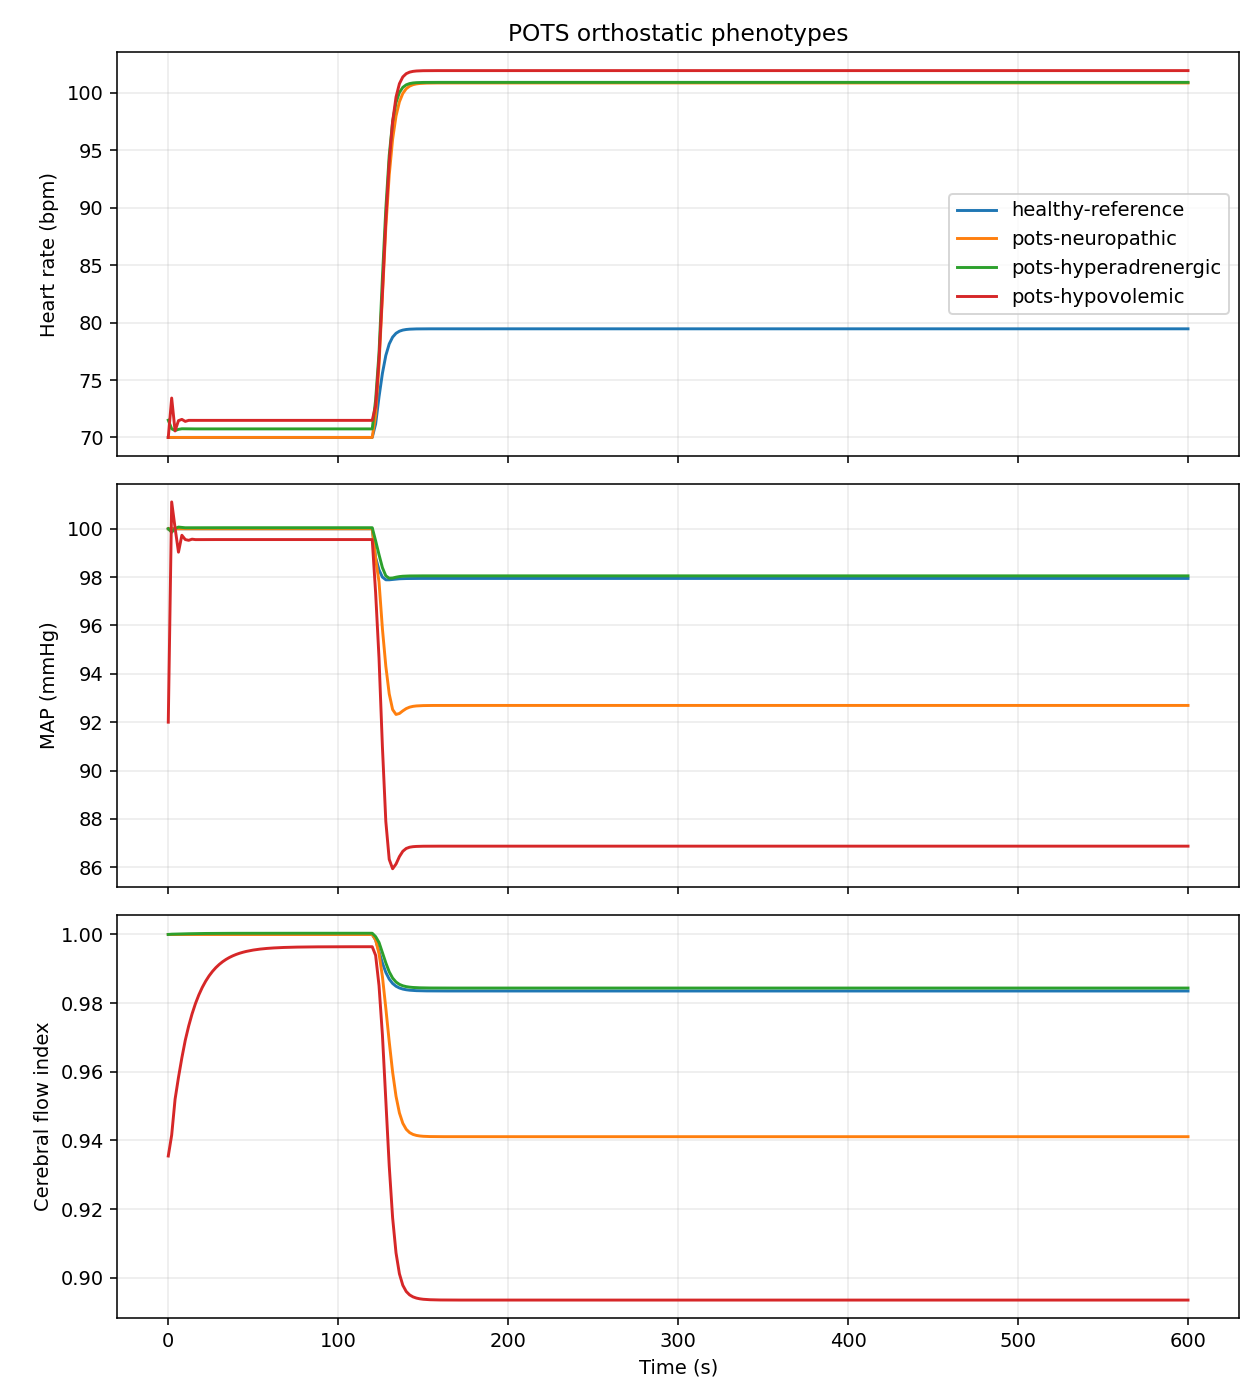 POTS orthostatic phenotypes
Heart rate (bpm)
100
95
90
85
80
75
70
healthy-reference
pots-neuropathic
pots-hyperadrenergic
pots-hypovolemic
MAP (mmHg)
100
98
96
94
92
90
88
86
Cerebral flow index
1.00
0.98
0.96
0.94
0.92
0.90
0 100 200 300 400 500 600
Time (s)